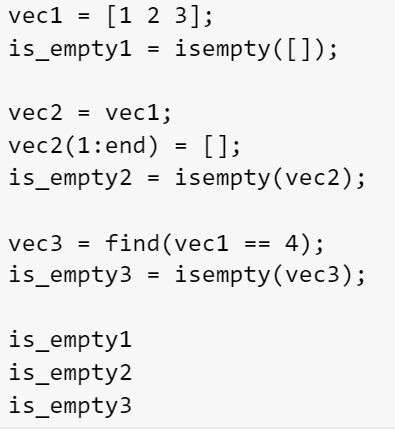 vec1 = [1 2 3];
is_empty1 = isempty([]);
vec2 = vec1;
vec2(1:end) = [];
is_empty2 = isempty(vec2);
vec3 = find(vec1 == 4);
is_empty3 = isempty(vec3);
is_empty1
is_empty2
is_empty3